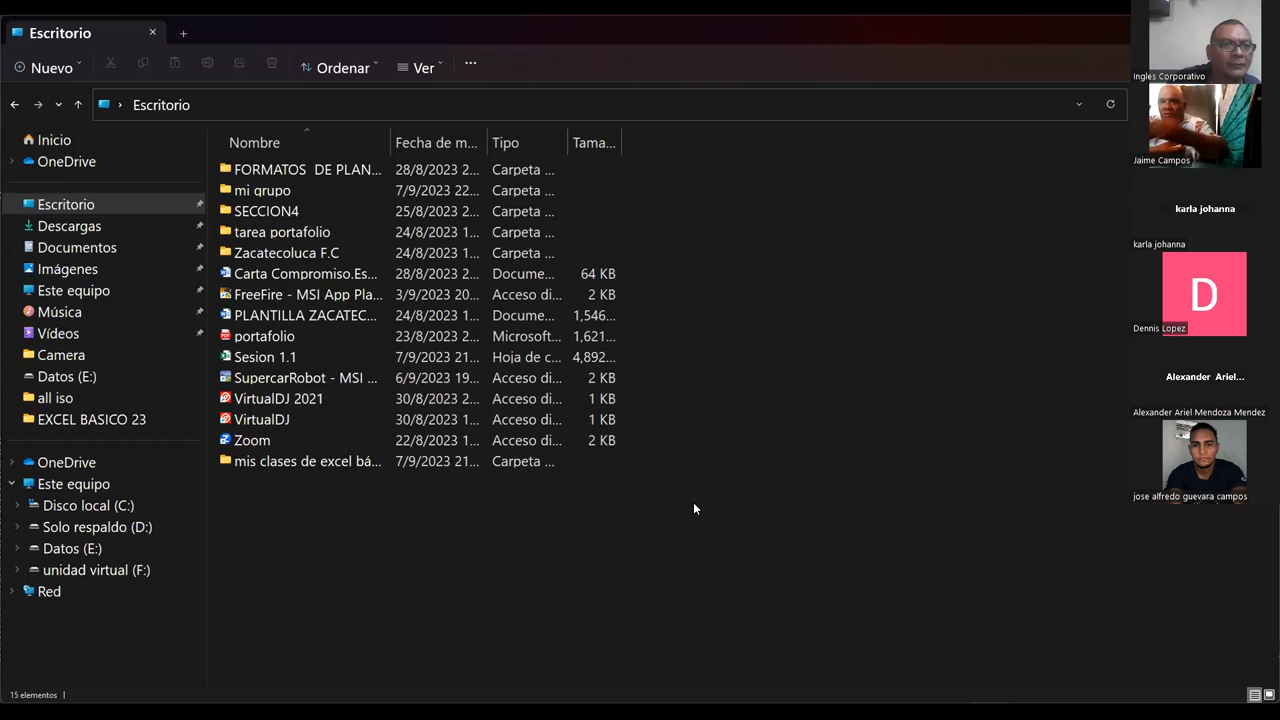 Escritorio
Nuevo
Ordenar
Ver
Escritorio
Inicio
OneDrive
Escritorio
Descargas
Documentos
Imágenes
Este equipo
Música
Vídeos
Camera
Datos (E:)
all iso
EXCEL BASICO 23
OneDrive
Este equipo
Disco local (C:)
Solo respaldo (D:)
Datos (E:)
unidad virtual (F:)
Red
Nombre Fecha de m... Tipo Tama...
FORMATOS DE PLAN... 28/8/2023 2... Carpeta ...
mi grupo 7/9/2023 22... Carpeta ...
SECCION4 25/8/2023 2... Carpeta ...
tarea portafolio 24/8/2023 1... Carpeta ...
Zacatecoluca F.C 24/8/2023 1... Carpeta ...
Carta Compromiso.Es... 28/8/2023 2... Docume... 64 KB
FreeFire - MSI App Pla... 3/9/2023 20... Acceso di... 2 KB
PLANTILLA ZACATEC... 24/8/2023 1... Docume... 1,546...
portafolio 23/8/2023 2... Microsoft... 1,621...
Sesion 1.1 7/9/2023 21... Hoja de c... 4,892...
SupercarRobot - MSI ... 6/9/2023 19... Acceso di... 2 KB
VirtualDJ 2021 30/8/2023 2... Acceso di... 1 KB
VirtualDJ 30/8/2023 1... Acceso di... 1 KB
Zoom 22/8/2023 1... Acceso di... 2 KB
mis clases de excel bá... 7/9/2023 21... Carpeta ...
15 elementos
Ingles Corporativo
Jaime Campos
karla johanna
karla johanna
D
Dennis Lopez
Alexander Ariel...
Alexander Ariel Mendoza Mendez
jose alfredo guevara campos